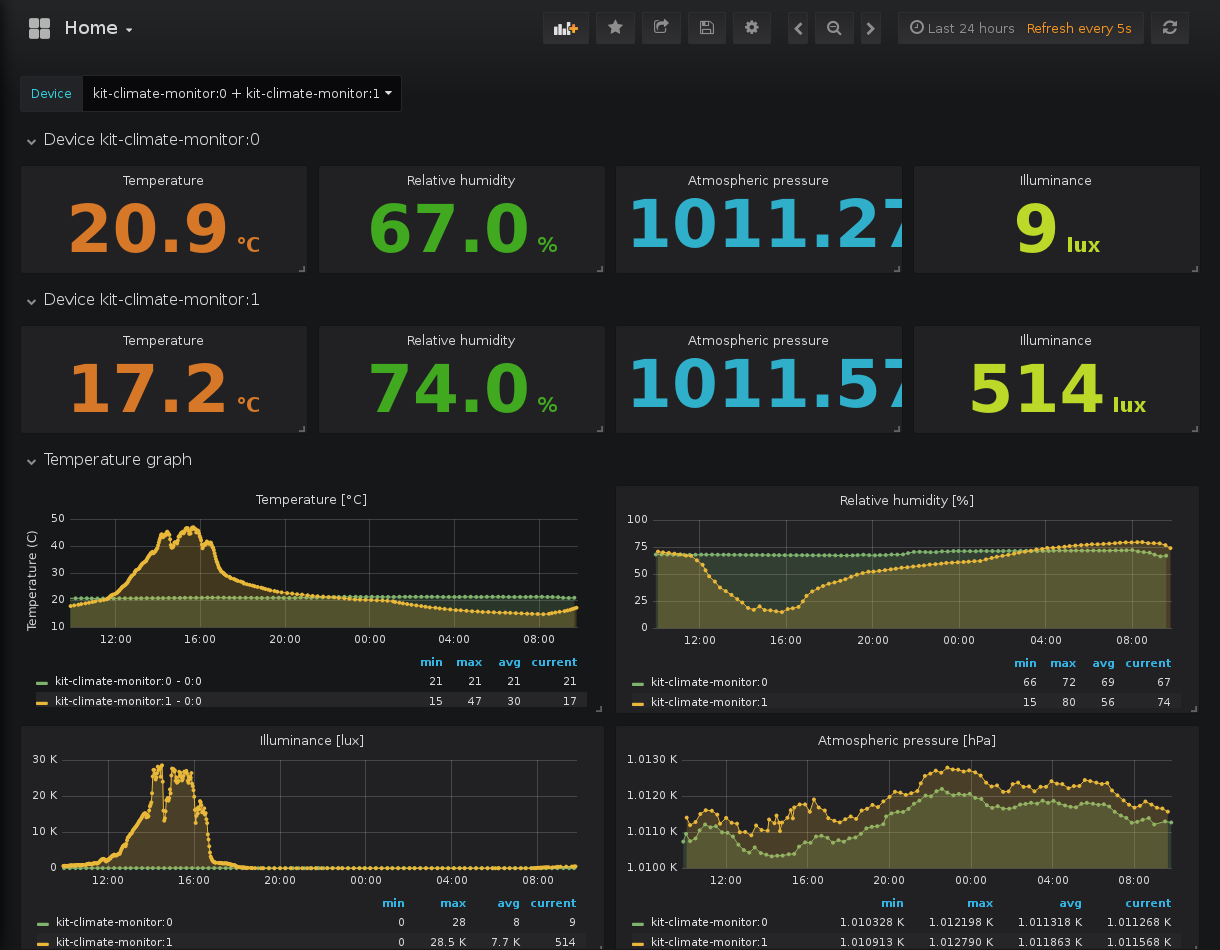 Home
Last 24 hours Refresh every 5s
Device kit-climate-monitor:0 + kit-climate-monitor:1
Device kit-climate-monitor:0
Temperature Relative humidity Atmospheric pressure Illuminance
20.9 °C 67.0 % 1011.27 9 lux
Device kit-climate-monitor:1
Temperature Relative humidity Atmospheric pressure Illuminance
17.2 °C 74.0 % 1011.57 514 lux
Temperature graph
Temperature [°C]
Temperature (C)
50
40
30
20
10
12:00 16:00 20:00 00:00 04:00 08:00
min max avg current
kit-climate-monitor:0 - 0:0 21 21 21 21
kit-climate-monitor:1 - 0:0 15 47 30 17
Relative humidity [%]
100
75
50
25
0
12:00 16:00 20:00 00:00 04:00 08:00
min max avg current
kit-climate-monitor:0 66 72 69 67
kit-climate-monitor:1 15 80 56 74
Illuminance [lux]
30 K
20 K
10 K
0
12:00 16:00 20:00 00:00 04:00 08:00
min max avg current
kit-climate-monitor:0 0 28 8 9
kit-climate-monitor:1 0 28.5 K 7.7 K 514
Atmospheric pressure [hPa]
1.0130 K
1.0120 K
1.0110 K
1.0100 K
12:00 16:00 20:00 00:00 04:00 08:00
min max avg current
kit-climate-monitor:0 1.010328 K 1.012198 K 1.011318 K 1.011268 K
kit-climate-monitor:1 1.010913 K 1.012790 K 1.011863 K 1.011568 K